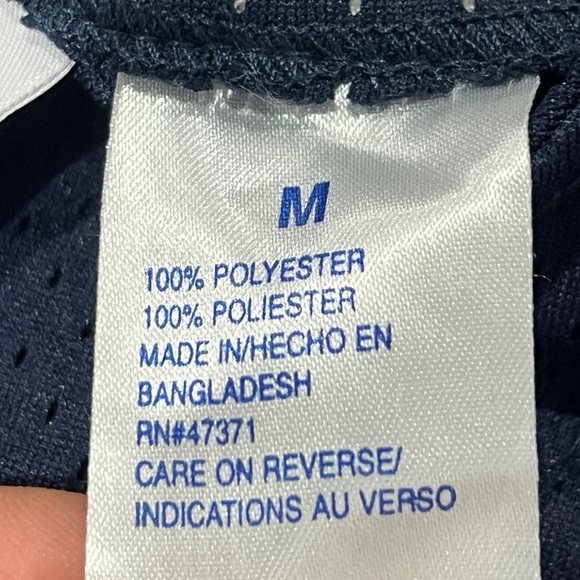 M
100% POLYESTER
100% POLIESTER
MADE IN/HECHO EN
BANGLADESH
RN#47371
CARE ON REVERSE/
INDICATIONS AU VERSO